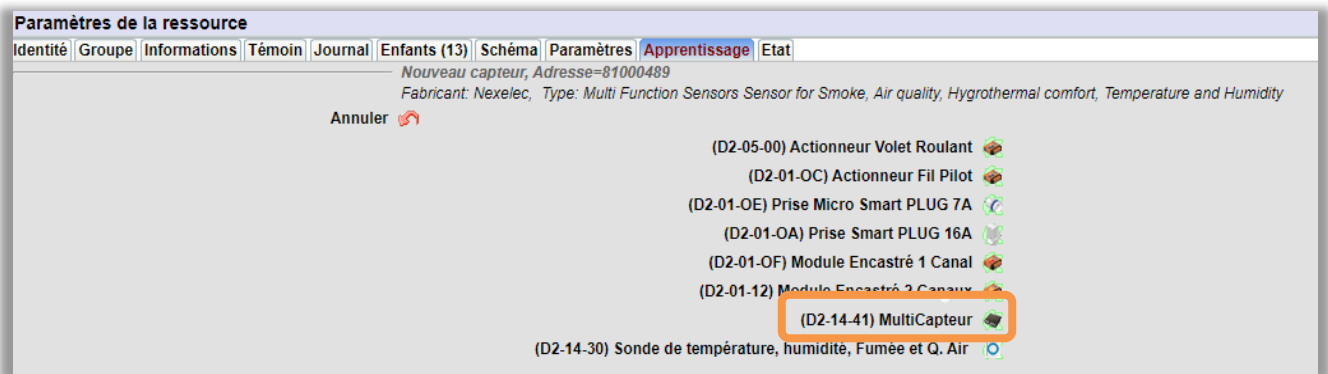 Paramètres de la ressource
Identité Groupe Informations Témoin Journal Enfants (13) Schéma Paramètres Apprentissage Etat
Nouveau capteur, Adresse=81000489
Fabricant: Nexelec, Type: Multi Function Sensors Sensor for Smoke, Air quality, Hygrothermal comfort, Temperature and Humidity
Annuler
(D2-05-00) Actionneur Volet Roulant
(D2-01-OC) Actionneur Fil Pilot
(D2-01-OE) Prise Micro Smart PLUG 7A
(D2-01-OA) Prise Smart PLUG 16A
(D2-01-OF) Module Encastré 1 Canal
(D2-01-12) Module Encastré 2 Canaux
(D2-14-41) MultiCapteur
(D2-14-30) Sonde de température, humidité, Fumée et Q. Air